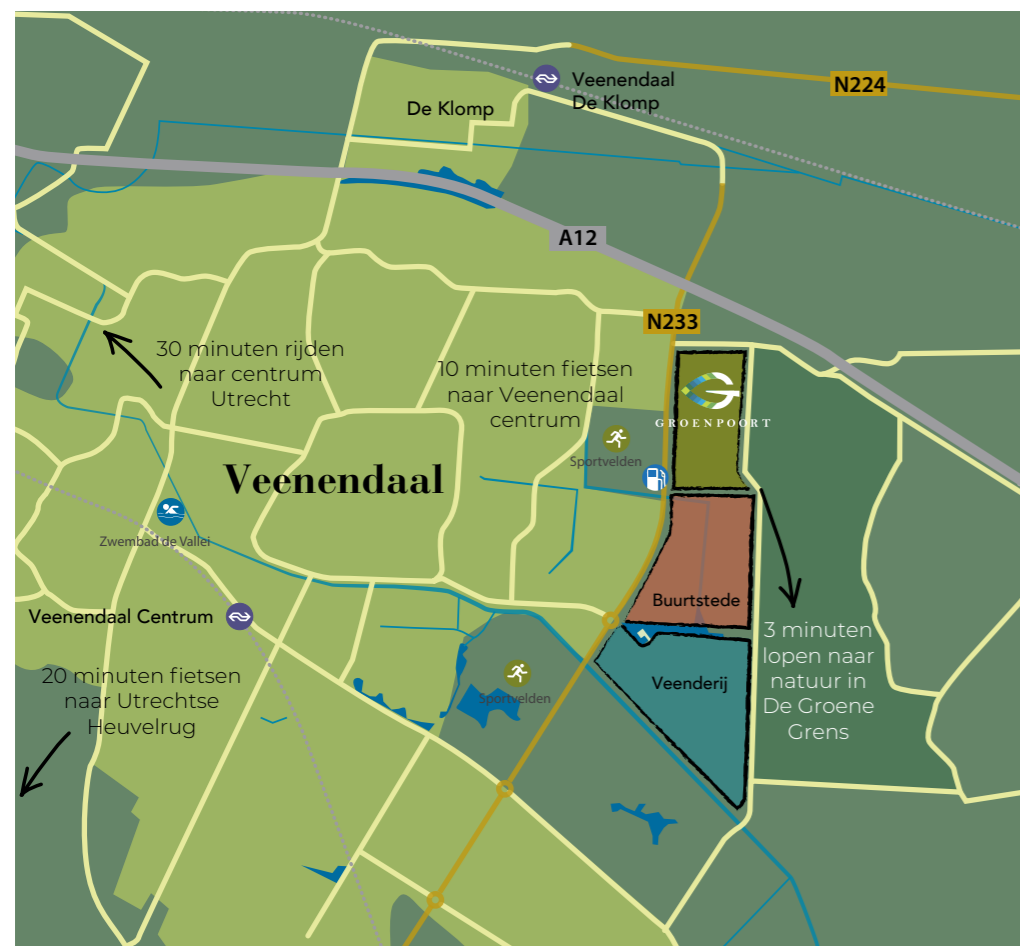 Veenendaal
De Klomp
N224
De Klomp
A12
N233
30 minuten rijden
naar centrum
Utrecht
10 minuten fietsen
naar Veenendaal
centrum
GROENPOORT
Sportvelden
Veenendaal
Zwembad de Vallei
Buurtstede
Veenendaal Centrum
3 minuten
lopen naar
natuur in
De Groene
Grens
20 minuten fietsen
naar Utrechtse
Heuvelrug
Veenderij
Sportvelden